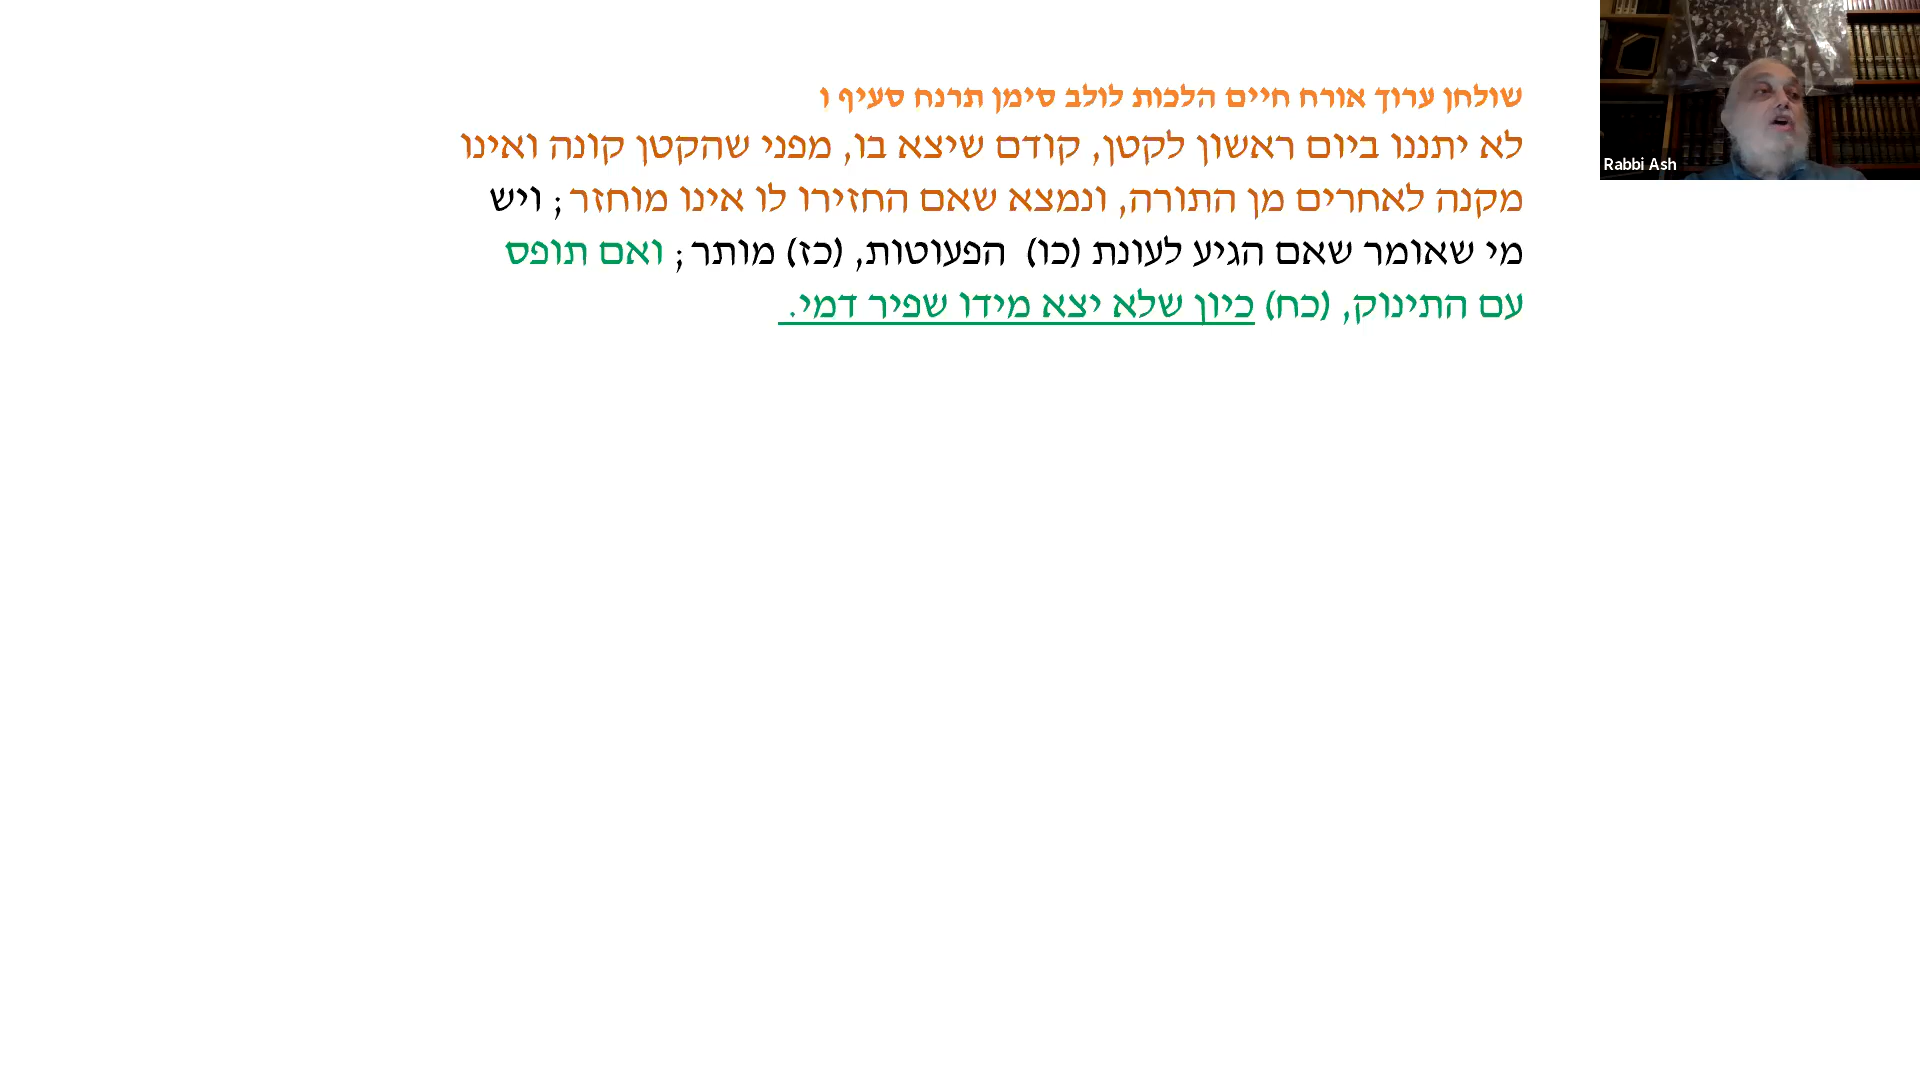 שולחן ערוך אורח חיים הלכות לולב סימן תרנח סעיף ו
לא יתננו ביום ראשון לקטן, קודם שיצא בו, מפני שהקטן קונה ואינו
מקנה לאחרים מן התורה, ונמצא שאם החזירו לו אינו מוחזר; ויש
מי שאומר שאם הגיע לעונת (כו) הפעוטות, (כז) מותר; ואם תופס
עם התינוק, (כח) כיון שלא יצא מידו שפיר דמי.
Rabbi Ash